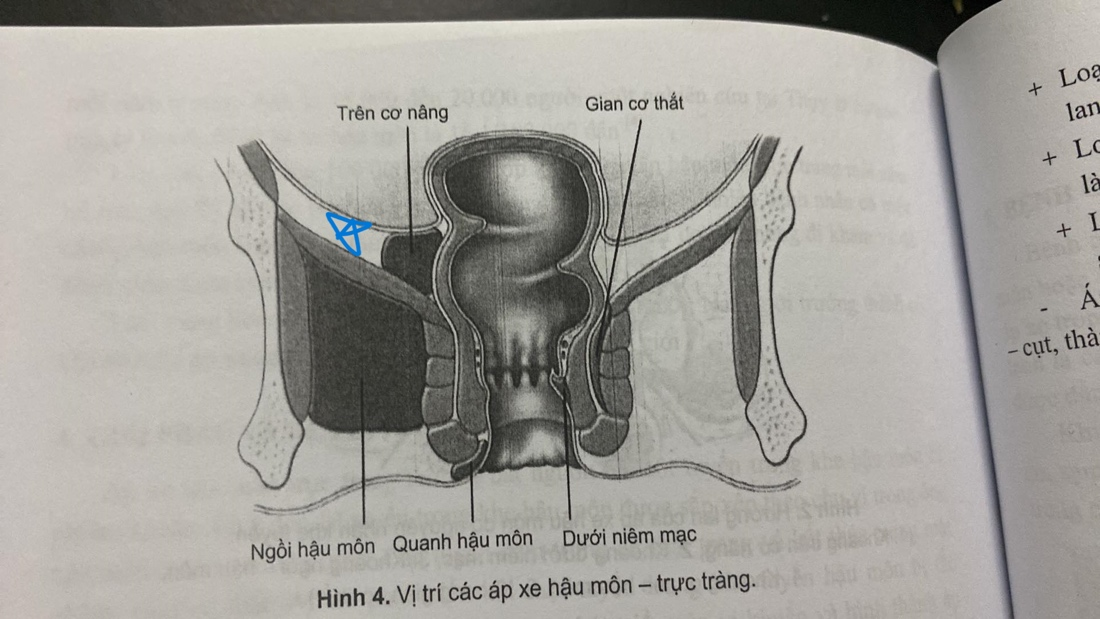 Trên cơ nâng
Gian cơ thắt
Ngồi hậu môn
Quanh hậu môn
Dưới niêm mạc
Hình 4. Vị trí các áp xe hậu môn – trực tràng.
+ Loạ
lan
+
là
+
- Á
– cụt, thà